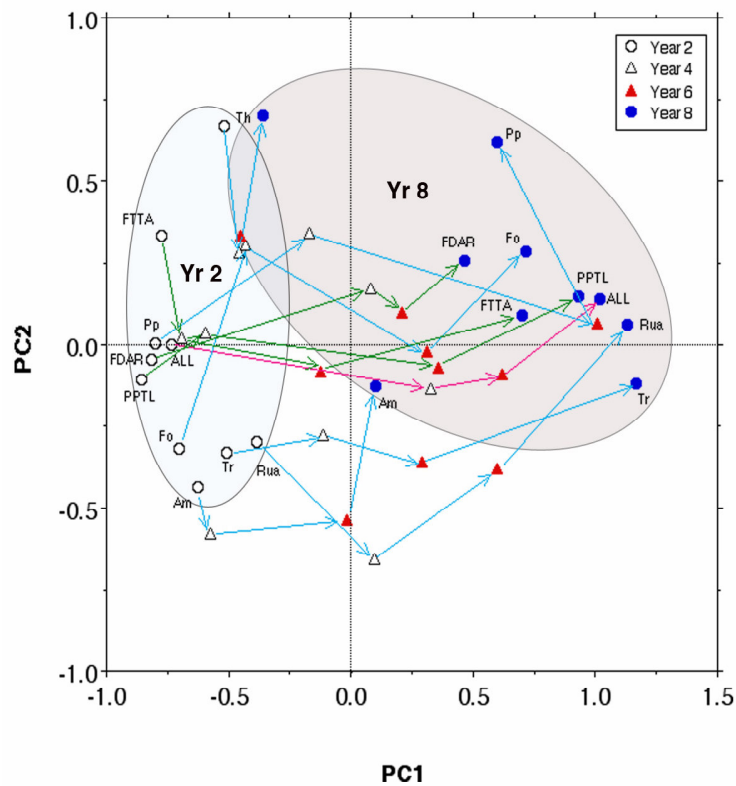 1.0
Year 2
Year 4
Year 6
Year 8
Th
Pp
0.5
Yr 8
FTTA
FDAR
Fo
Yr 2
PPTL
ALL
FTTA
Pp
Rua
PC2
0.0
FDAR
ALL
PPTL
Am
Tr
Fo
Tr
Rua
Am
-0.5
-1.0
-1.0
-0.5
0.0
0.5
1.0
1.5
PC1